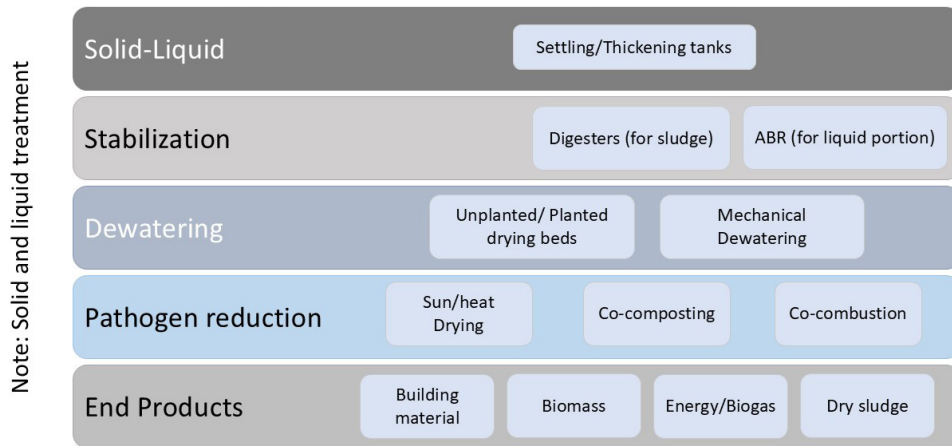 Note: Solid and liquid treatment
Solid-Liquid
Settling/Thickening tanks
Stabilization
Digesters (for sludge)
ABR (for liquid portion)
Dewatering
Unplanted/ Planted
drying beds
Mechanical
Dewatering
Pathogen reduction
Sun/heat
Drying
Co-composting
Co-combustion
End Products
Building
material
Biomass
Energy/Biogas
Dry sludge